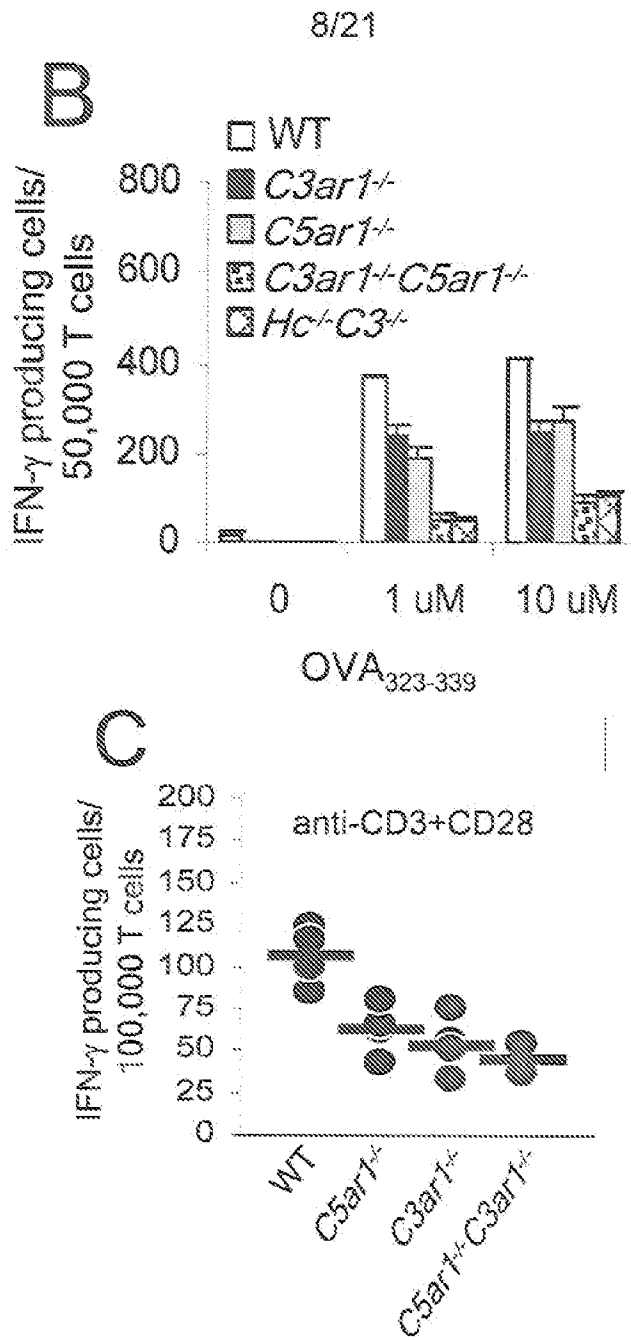 8/21
B
WT
C3ar1-/-
C5ar1-/-
C3ar1-/-C5ar1-/-
Hc-/-C3-/-
IFN-γ producing cells/
50,000 T cells
800
600
400
200
0
0 1 uM 10 uM
OVA323-339
C
anti-CD3+CD28
IFN-γ producing cells/
100,000 T cells
200
175
150
125
100
75
50
25
0
WT
C5ar1-/-
C3ar1-/-
C5ar1-/-C3ar1-/-